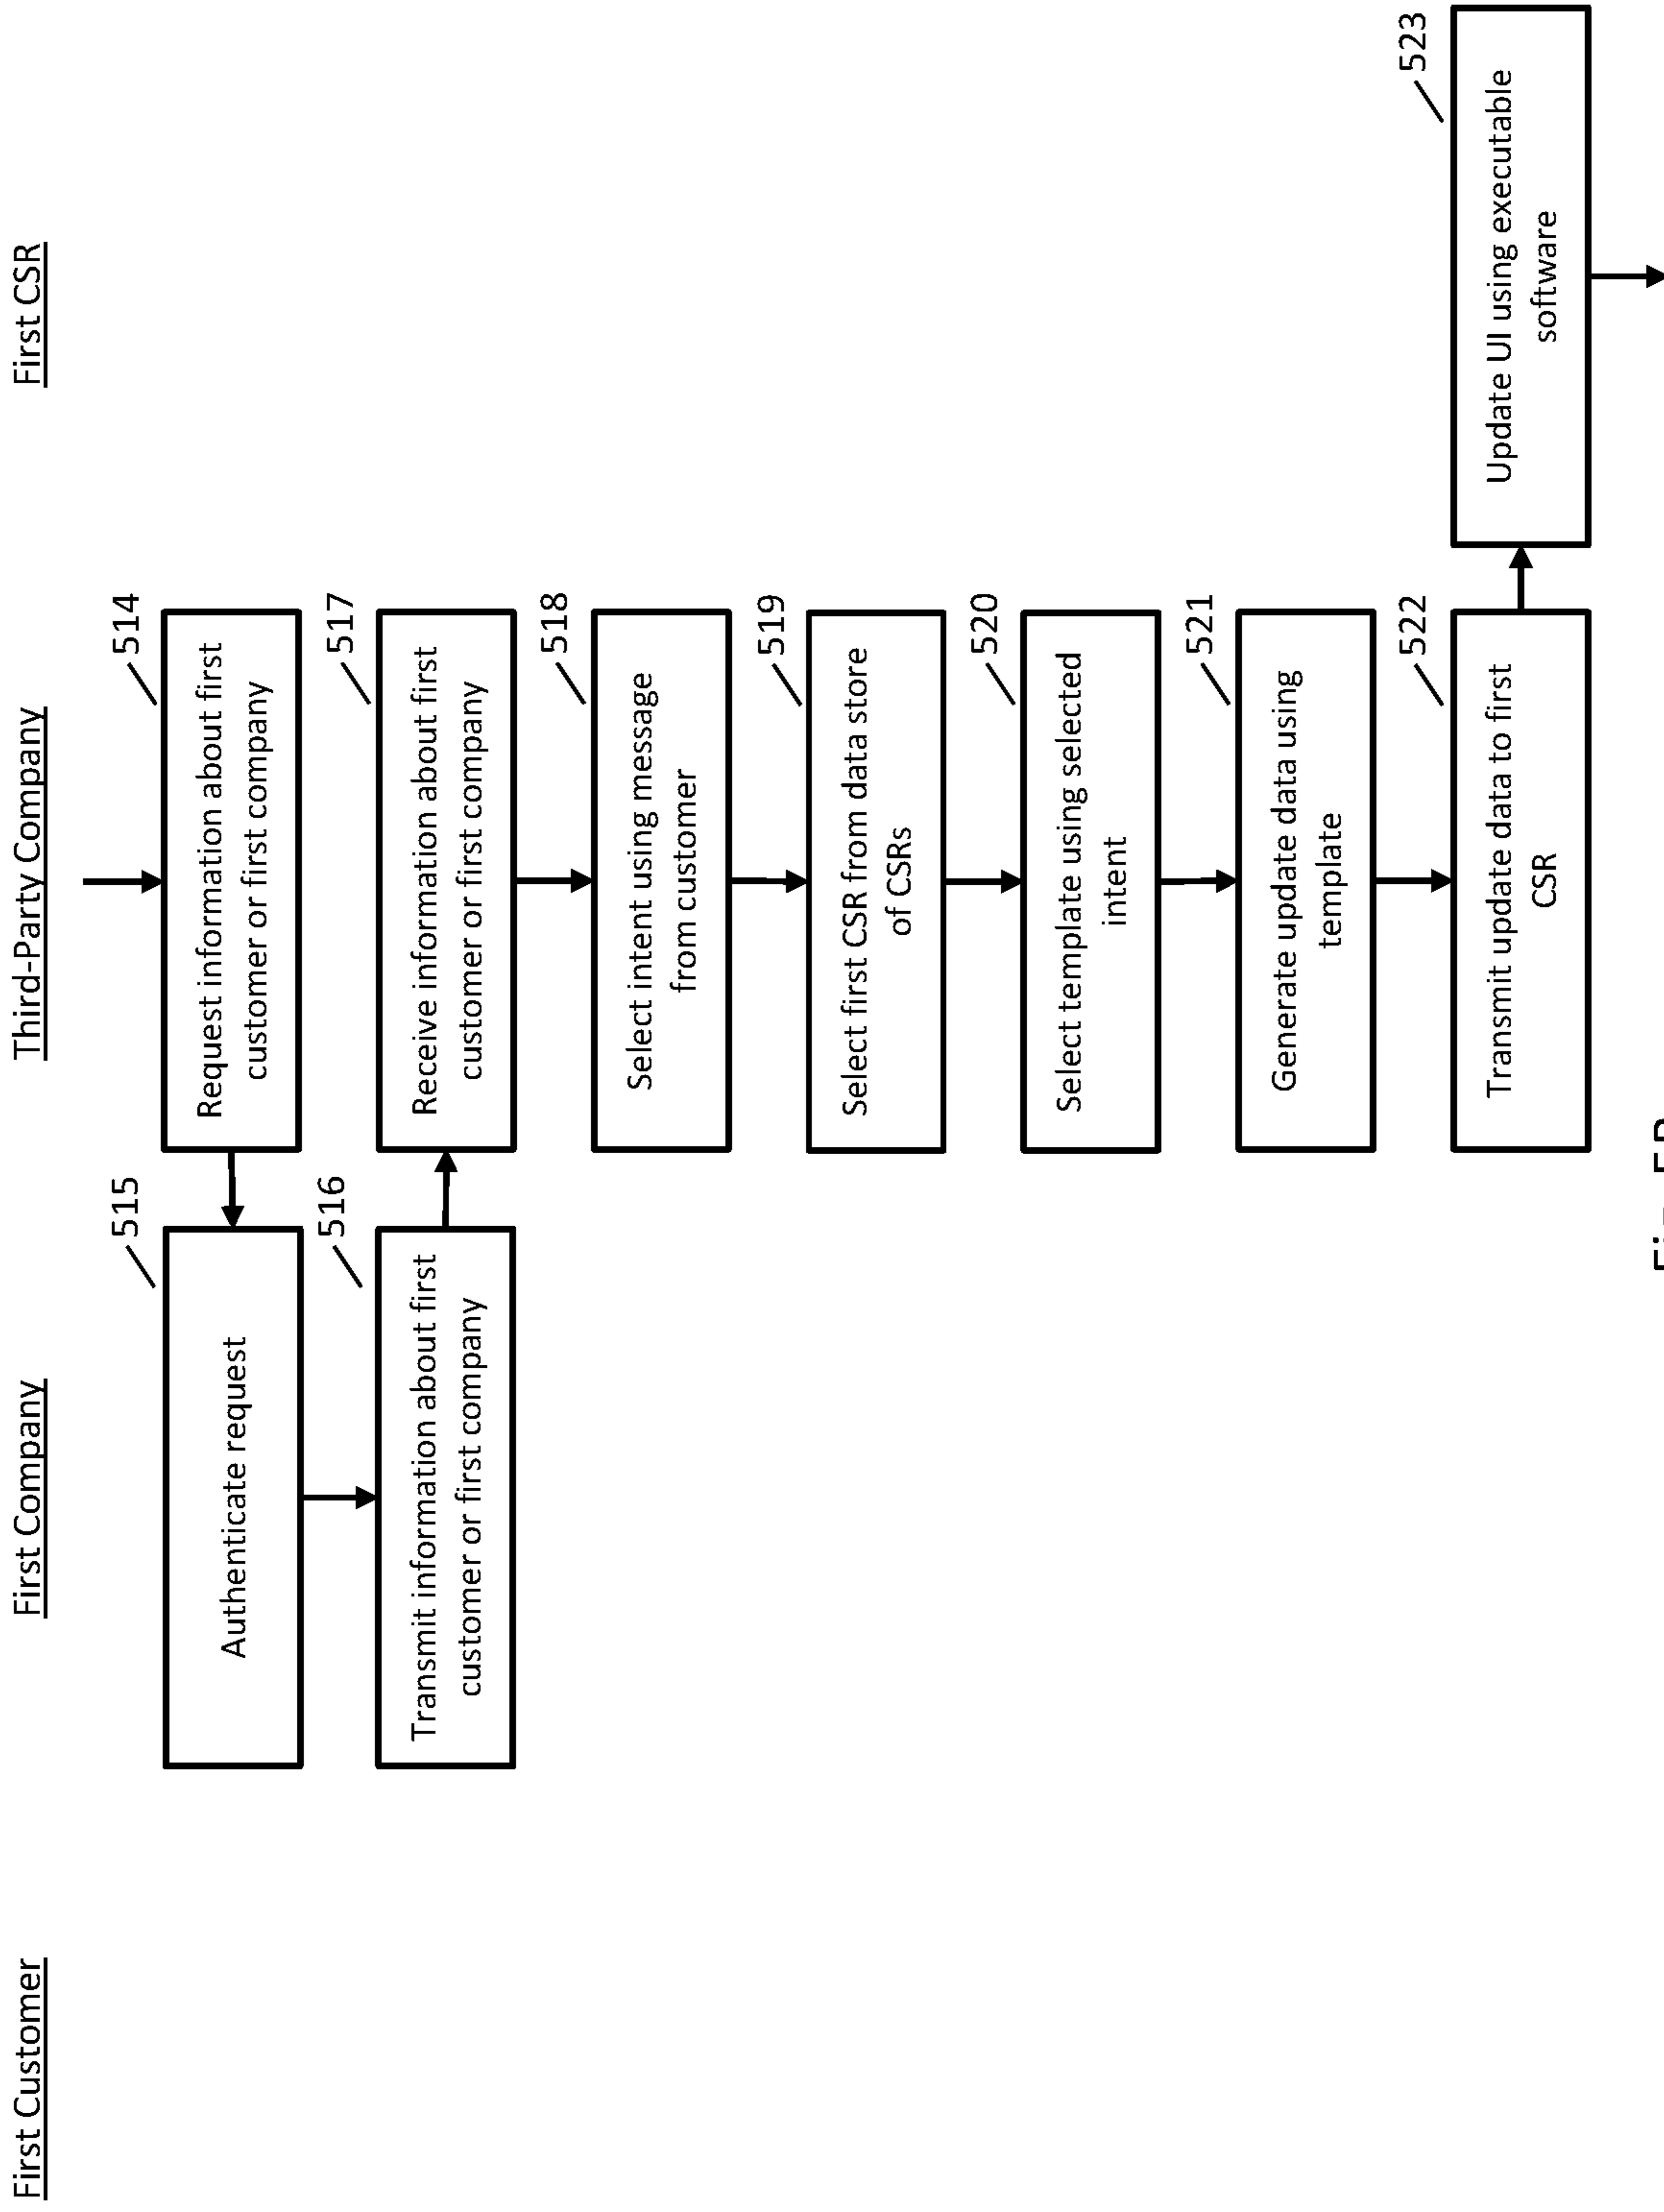 First Customer
First Company
Third-Party Company
First CSR
515
Authenticate request
514
Request information about first
customer or first company
516
Transmit information about first
customer or first company
517
Receive information about first
customer or first company
518
Select intent using message
from customer
519
Select first CSR from data store
of CSRs
520
Select template using selected
intent
521
Generate update data using
template
522
Transmit update data to first
CSR
523
Update UI using executable
software